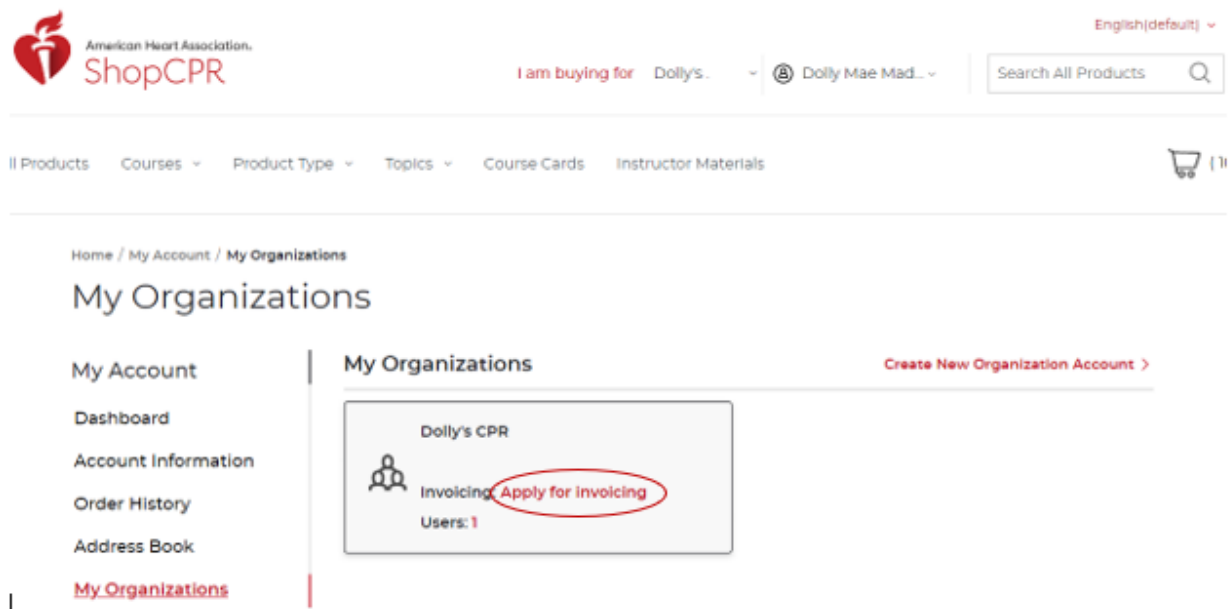 English(default)
American Heart Association.
ShopCPR
I am buying for Dolly's. Dolly Mae Mad... Search All Products
ll Products Courses Product Type Topics Course Cards Instructor Materials
Home / My Account / My Organizations
My Organizations
My Account
Dashboard
Account Information
Order History
Address Book
My Organizations
My Organizations
Create New Organization Account >
Dolly's CPR
Invoicing: Apply for invoicing
Users: 1